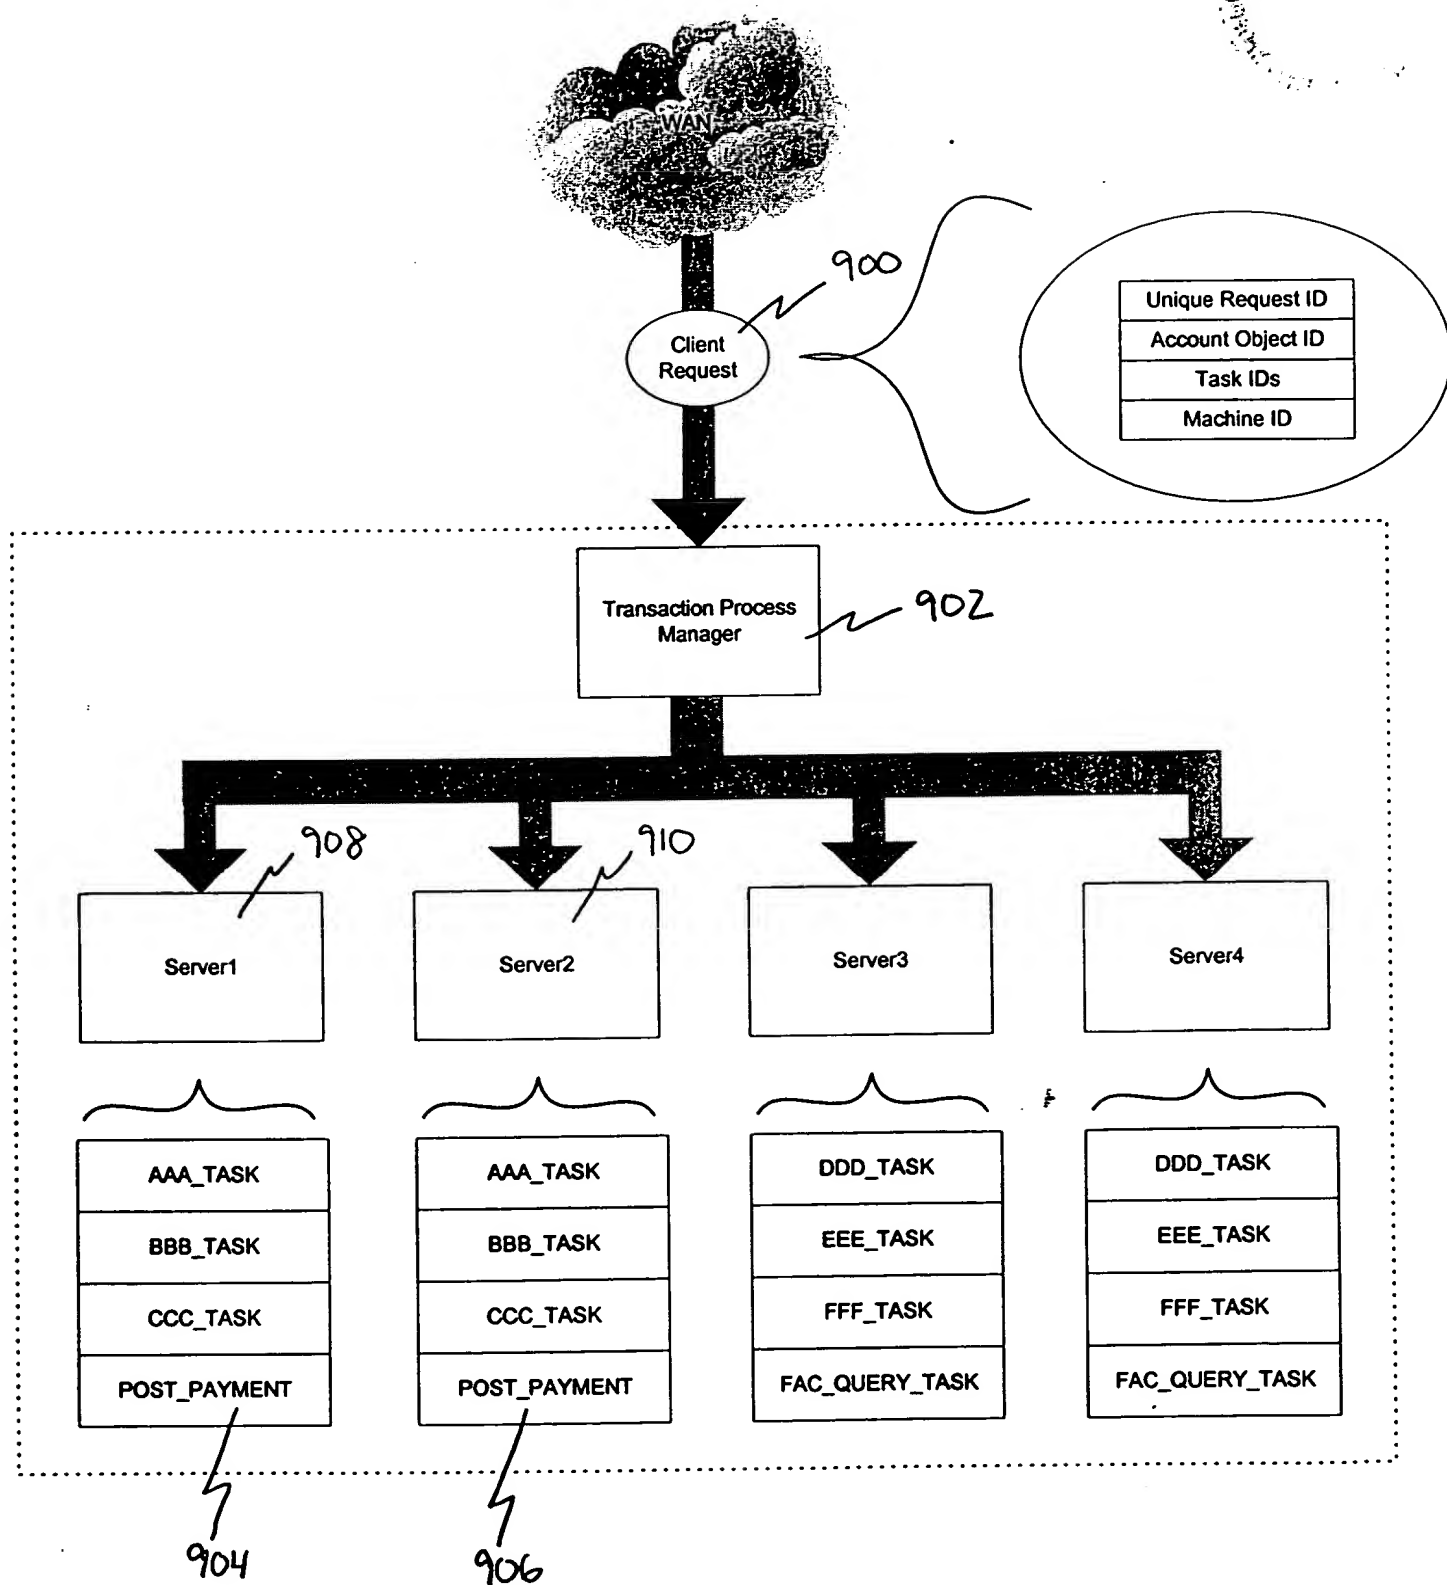 WAN
900
Client
Request
Unique Request ID
Account Object ID
Task IDs
Machine ID
Transaction Process
Manager
902
908
910
Server1
Server2
Server3
Server4
AAA_TASK
BBB_TASK
CCC_TASK
POST_PAYMENT
AAA_TASK
BBB_TASK
CCC_TASK
POST_PAYMENT
DDD_TASK
EEE_TASK
FFF_TASK
FAC_QUERY_TASK
DDD_TASK
EEE_TASK
FFF_TASK
FAC_QUERY_TASK
904
906